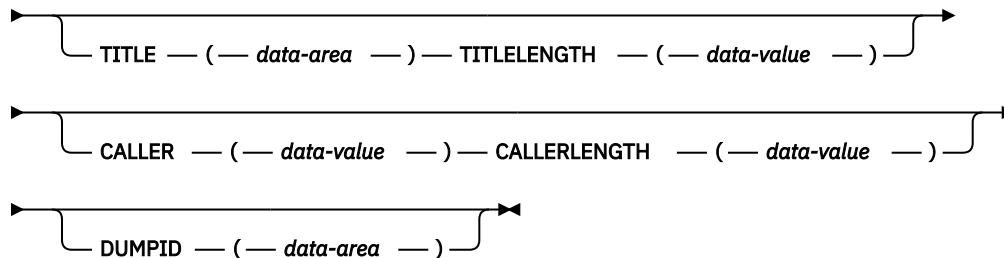 TITLE ( data-area ) TITLELENGTH ( data-value )
CALLER ( data-value ) CALLERLENGTH ( data-value )
DUMPID ( data-area )